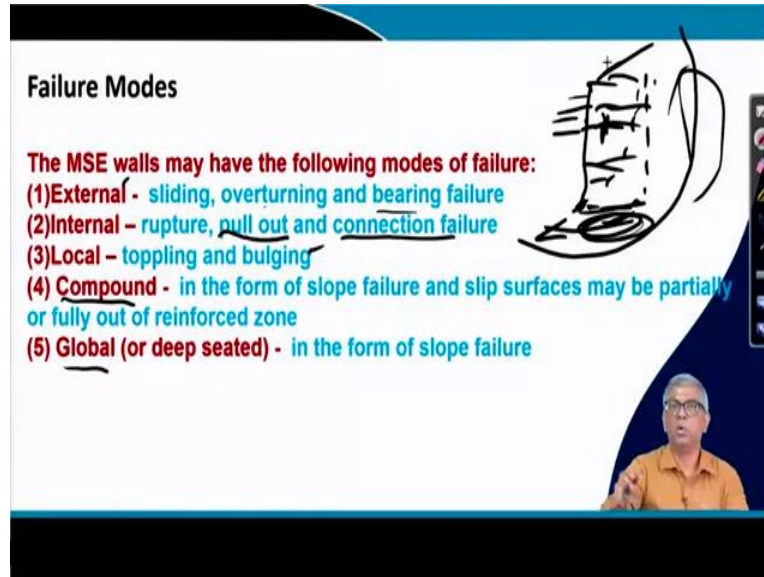 Failure Modes
The MSE walls may have the following modes of failure:
(1)External - sliding, overturning and bearing failure
(2)Internal – rupture, pull out and connection failure
(3)Local – toppling and bulging
(4) Compound - in the form of slope failure and slip surfaces may be partially
or fully out of reinforced zone
(5) Global (or deep seated) - in the form of slope failure